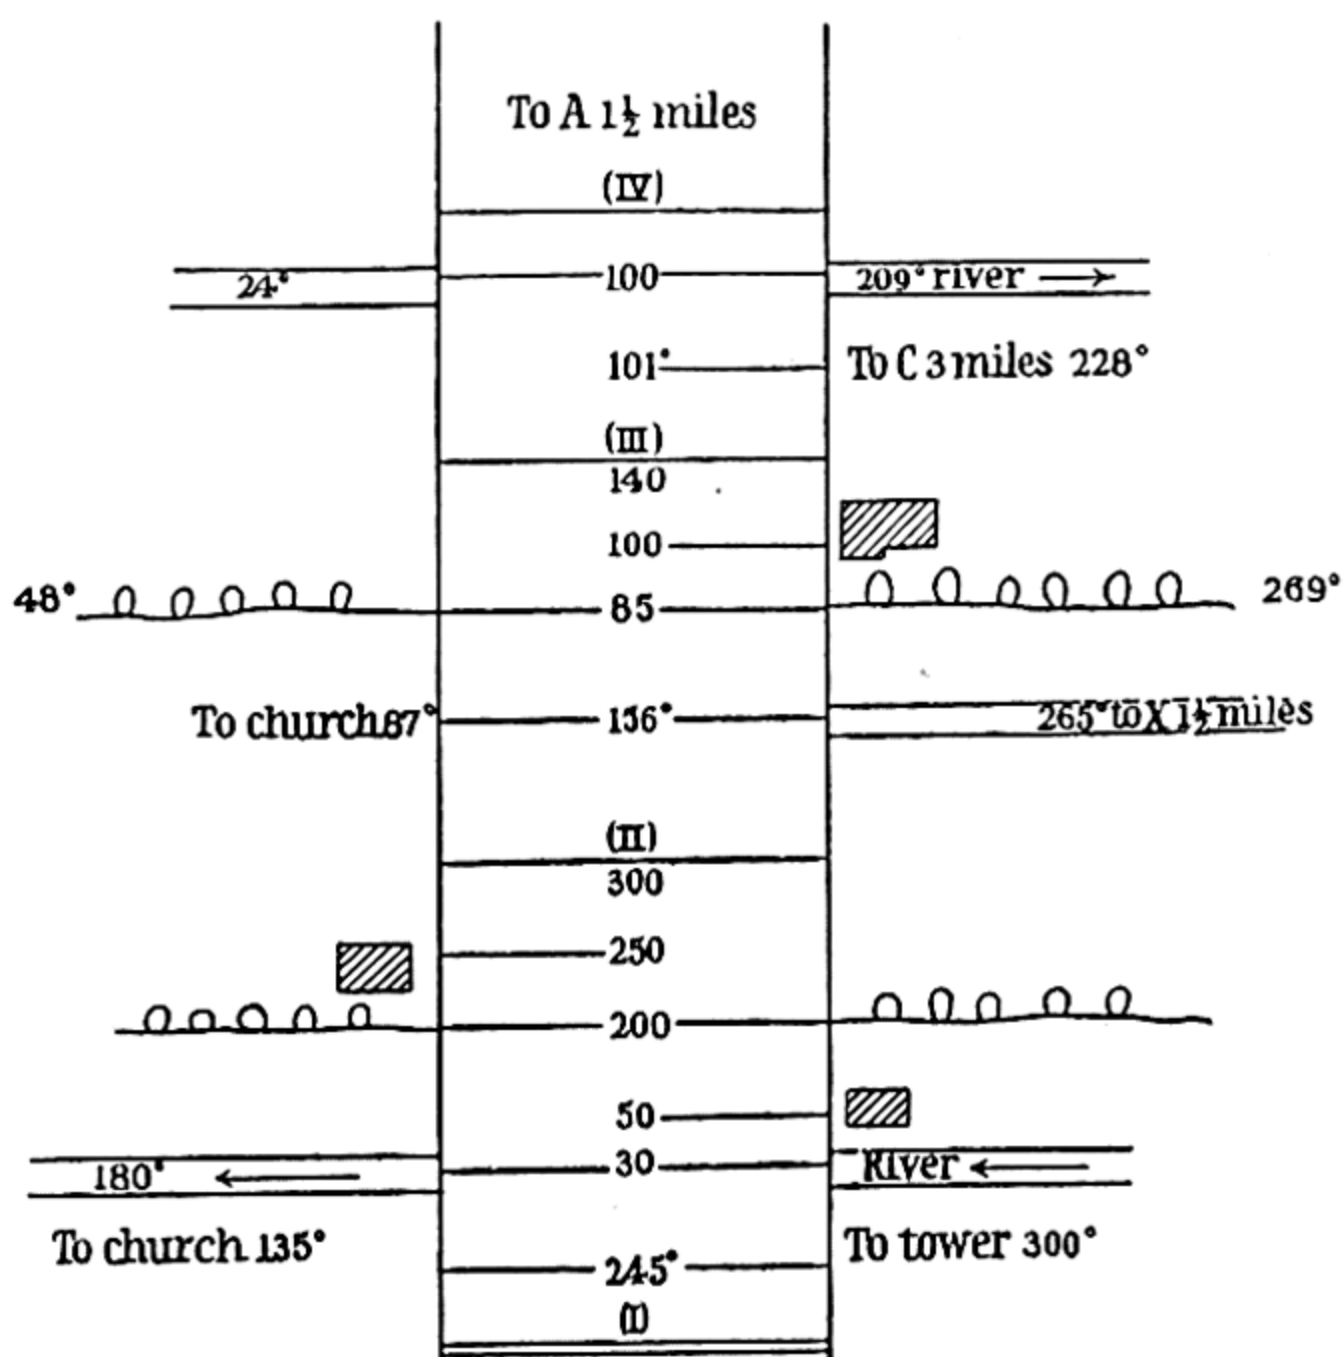 To A 1½ miles
(IV)
24° 100 209° river
101° To C 3 miles 228°
(III)
140
100
48° 85 269°
To church 87° 136° 265° to X 1½ miles
(II)
300
250
200
50
180° 30 River
To church 135° To tower 300°
245°
(I)